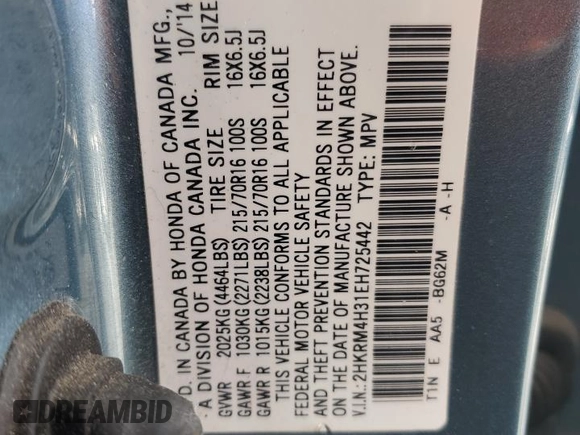 D. IN CANADA BY HONDA OF CANADA MFG.,
A DIVISION OF HONDA CANADA INC. 10/'14
GVWR 2025KG (4464LBS) TIRE SIZE RIM SIZE
GAWR F 1030KG (2271LBS) 215/70R16 100S 16X6.5J
GAWR R 1015KG (2238LBS) 215/70R16 100S 16X6.5J
THIS VEHICLE CONFORMS TO ALL APPLICABLE
FEDERAL MOTOR VEHICLE SAFETY
AND THEFT PREVENTION STANDARDS IN EFFECT
ON THE DATE OF MANUFACTURE SHOWN ABOVE.
V.I.N.: 2HKRM4H31EH725442 TYPE: MPV
T1N E AA5 -BG62M -A -H
DREAMBID